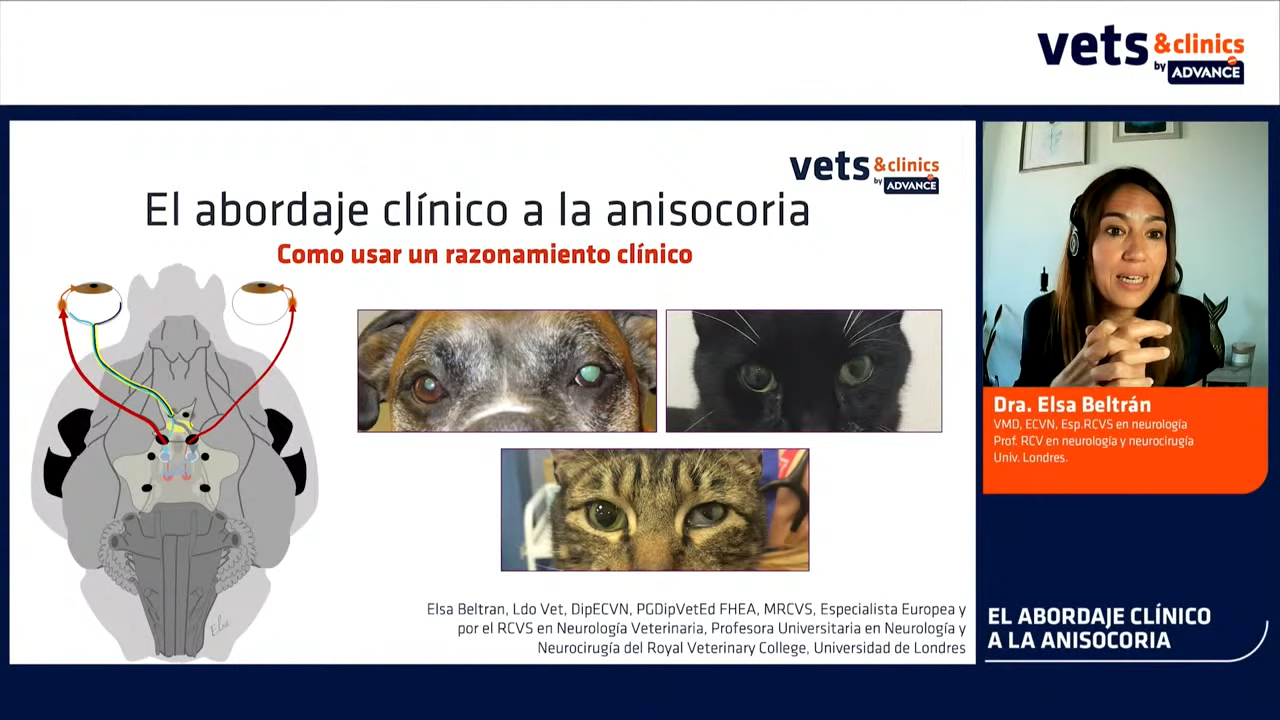 vets &clinics
by ADVANCE
vets &clinics
by ADVANCE
El abordaje clínico a la anisocoria
Como usar un razonamiento clínico
Elsa Beltran, Ldo Vet, DipECVN, PGDipVetEd FHEA, MRCVS, Especialista Europea y
por el RCVS en Neurología Veterinaria, Profesora Universitaria en Neurología y
Neurocirugía del Royal Veterinary College, Universidad de Londres
Elsa
Dra. Elsa Beltrán
VMD, ECVN, Esp.RCVS en neurología
Prof. RCV en neurología y neurocirugía
Univ. Londres.
EL ABORDAJE CLÍNICO
A LA ANISOCORIA